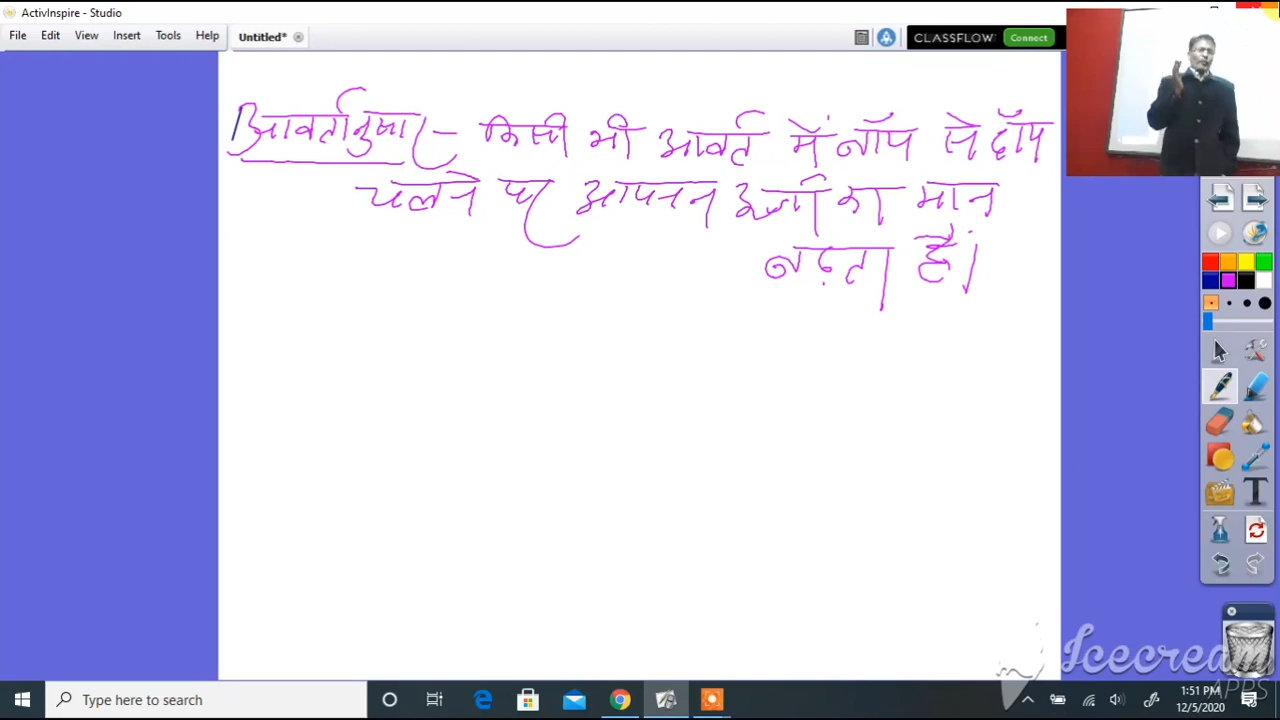 ActivInspire - Studio
File Edit View Insert Tools Help Untitled* CLASSFLOW Connect
आवर्तानुसार - किसी भी आवर्त में बाॅए से दाॅए
चलने पर आयनन ऊर्जा का मान
बढ़ता है।
T
Icecream
APPS
Type here to search
1:51 PM
12/5/2020